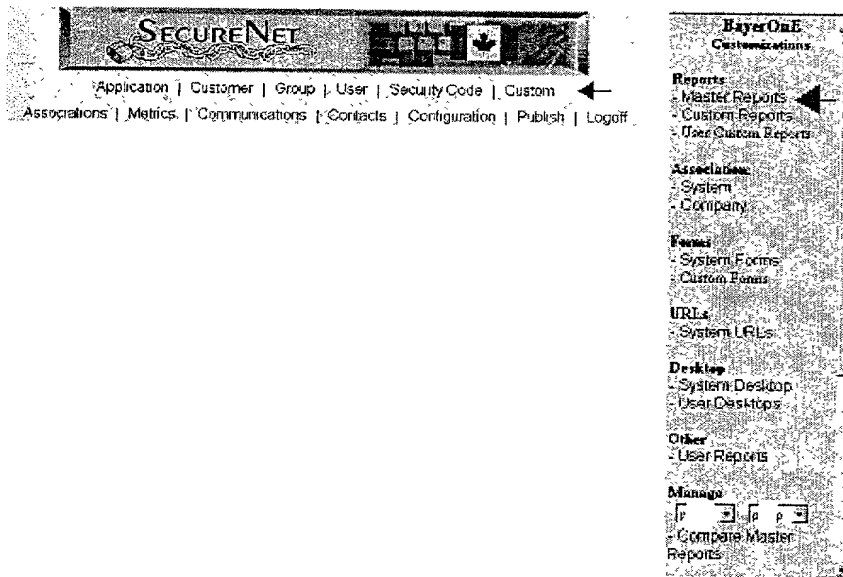 SECURENET
Application | Customer | Group | User | Security Code | Custom
Associations | Metrics | Communications | Contacts | Configuration | Publish | Logoff
BayerOnE
Customizations
Reports
- Master Reports
- Custom Reports
- User Custom Reports
Associations
- System
- Company
Forms
- System Forms
- Custom Forms
URLs
- System URLs
Desktop
- System Desktop
- User Desktops
Other
- User Reports
Manage
- Compare Master
Reports